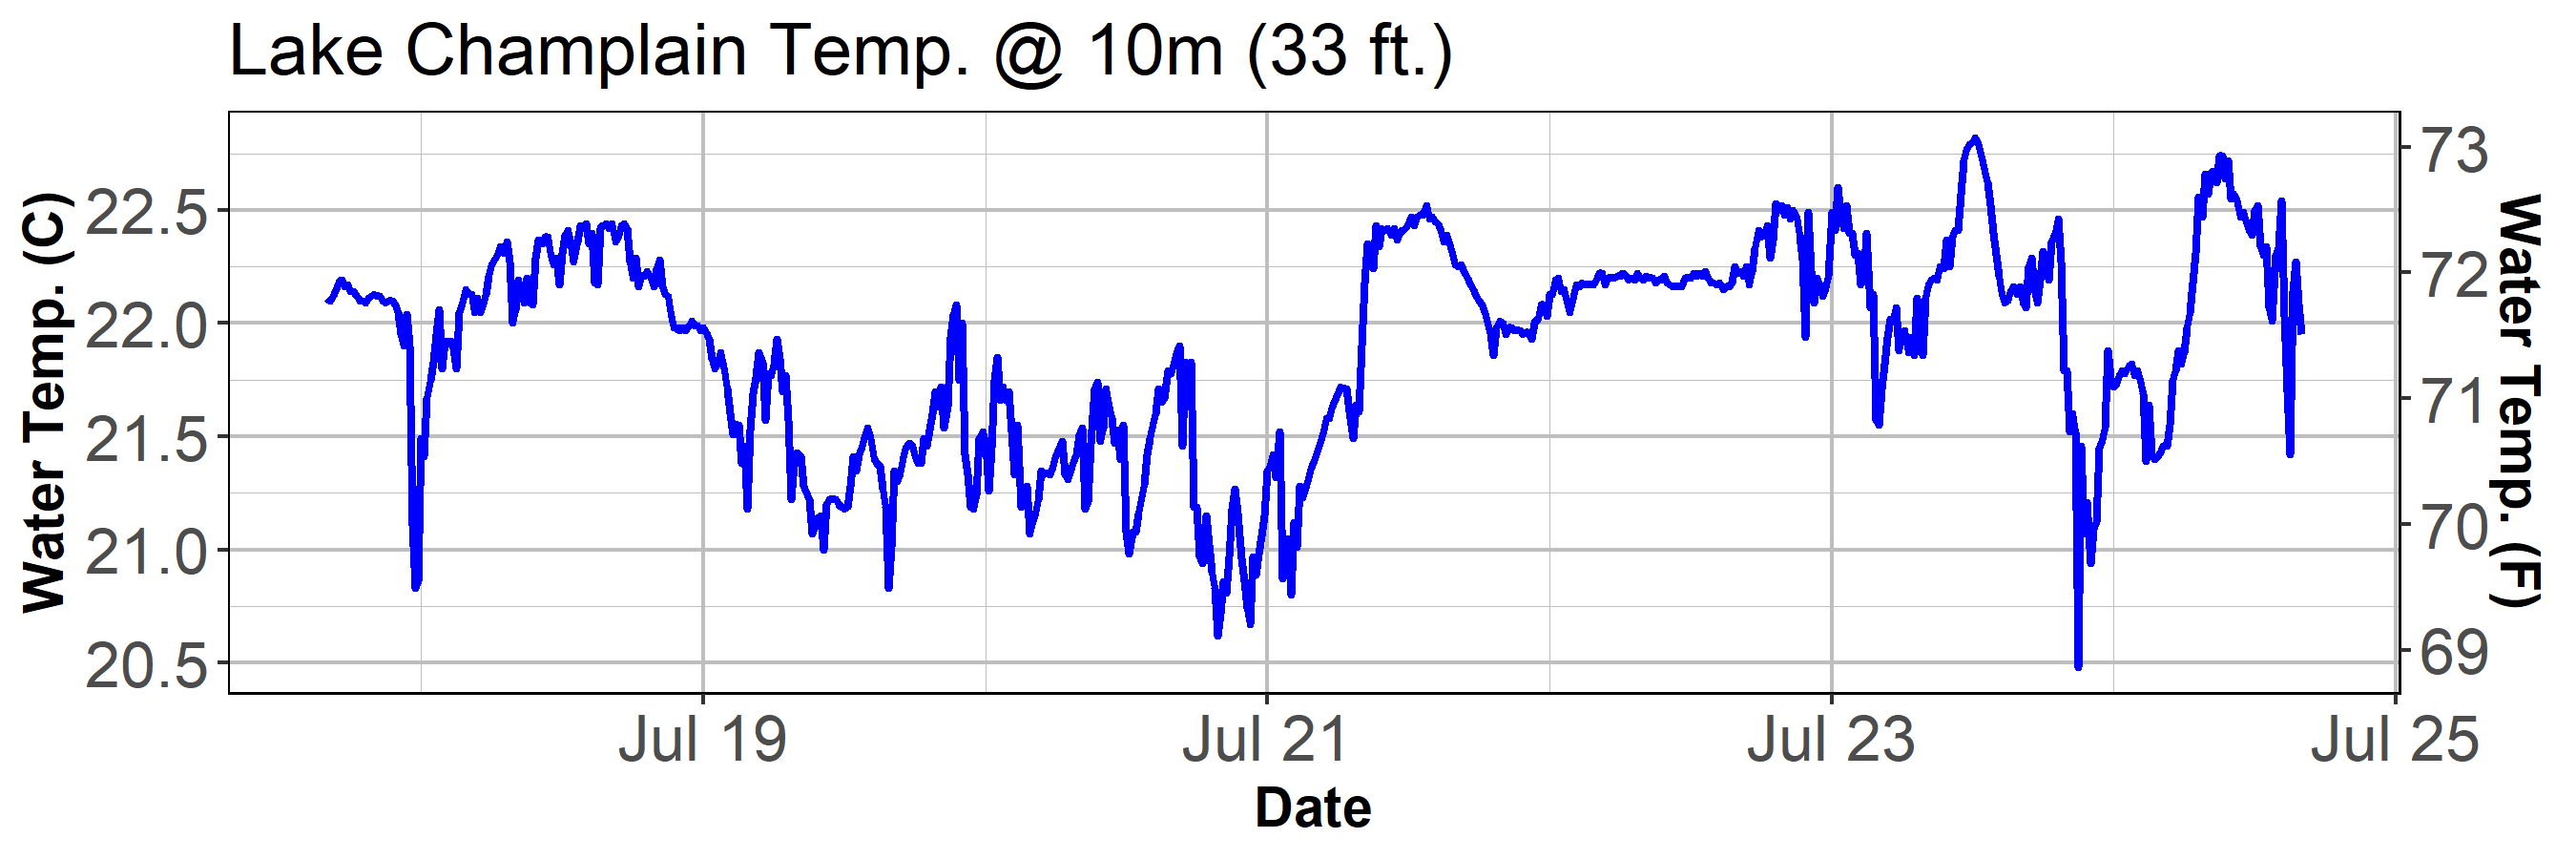 Lake Champlain Temp. @ 10m (33 ft.)
Water Temp. (C)
22.5
22.0
21.5
21.0
20.5
73
72
71
70
69
Water Temp. (F)
Jul 19
Jul 21
Jul 23
Jul 25
Date